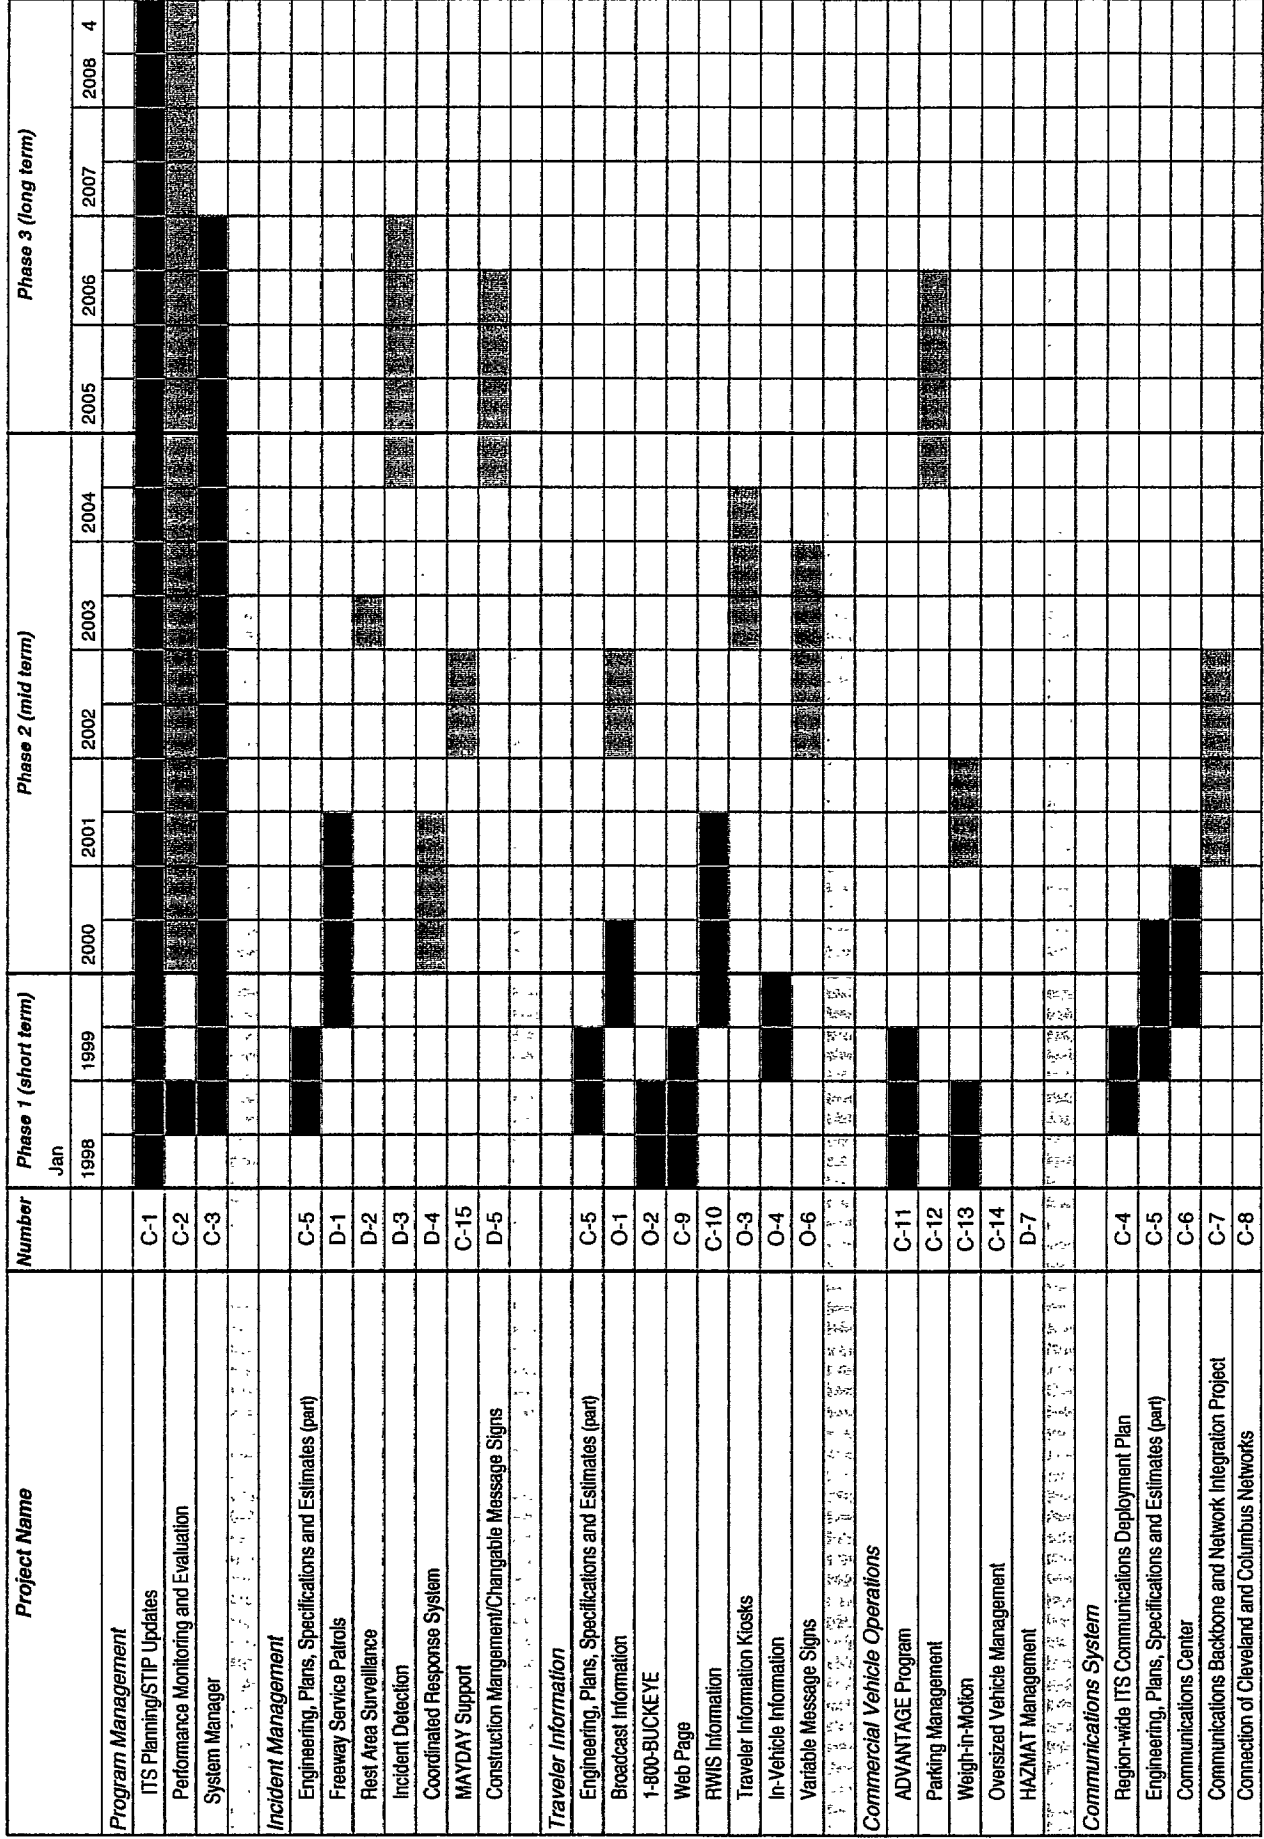 Project Name Number Phase 1 (short term) Phase 2 (mid term) Phase 3 (long term)
Jan
1998 1999 2000 2001 2002 2003 2004 2005 2006 2007 2008 4
Program Management
ITS Planning/STIP Updates C-1
Performance Monitoring and Evaluation C-2
System Manager C-3
Incident Management
Engineering, Plans, Specifications and Estimates (part) C-5
Freeway Service Patrols D-1
Rest Area Surveillance D-2
Incident Detection D-3
Coordinated Response System D-4
MAYDAY Support C-15
Construction Mangement/Changable Message Signs D-5
Traveler Information
Engineering, Plans, Specifications and Estimates (part) C-5
Broadcast Information O-1
1-800-BUCKEYE O-2
Web Page C-9
RWIS Information C-10
Traveler Information Kiosks O-3
In-Vehicle Information O-4
Variable Message Signs O-6
Commercial Vehicle Operations
ADVANTAGE Program C-11
Parking Management C-12
Weigh-In-Motion C-13
Oversized Vehicle Management C-14
HAZMAT Management D-7
Communications System
Region-wide ITS Communications Deployment Plan C-4
Engineering, Plans, Specifications and Estimates (part) C-5
Communications Center C-6
Communications Backbone and Network Integration Project C-7
Connection of Cleveland and Columbus Networks C-8